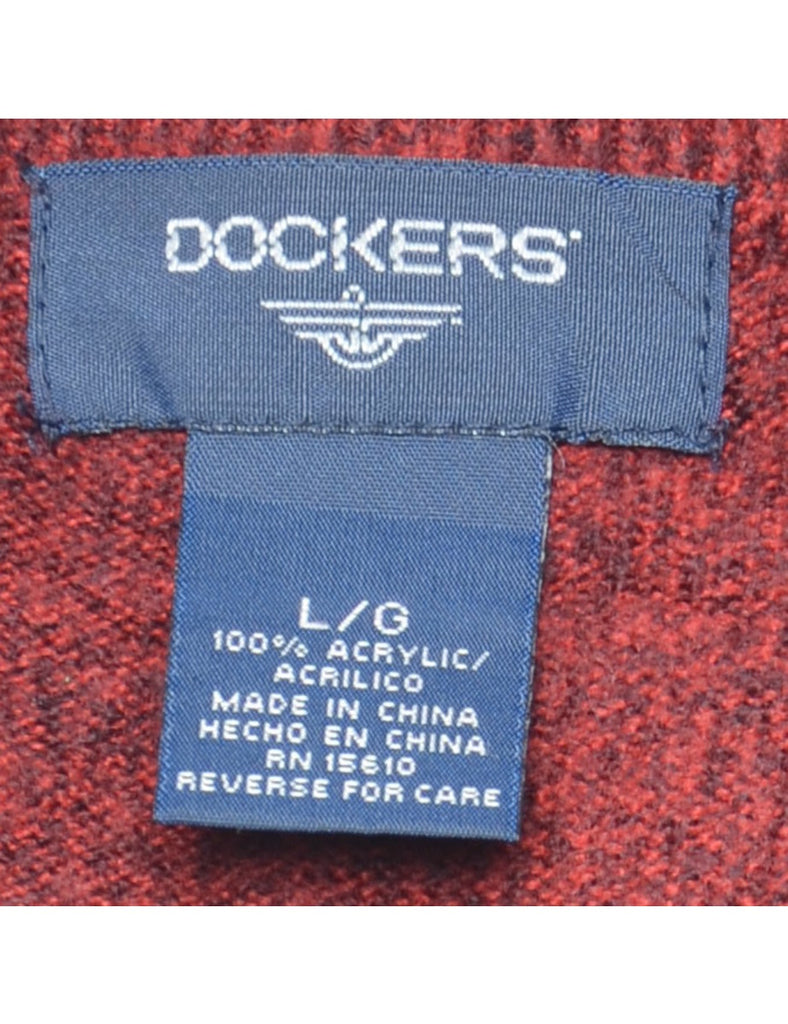 DOCKERS
L/G
100% ACRYLIC/
ACRILICO
MADE IN CHINA
HECHO EN CHINA
RN 15610
REVERSE FOR CARE